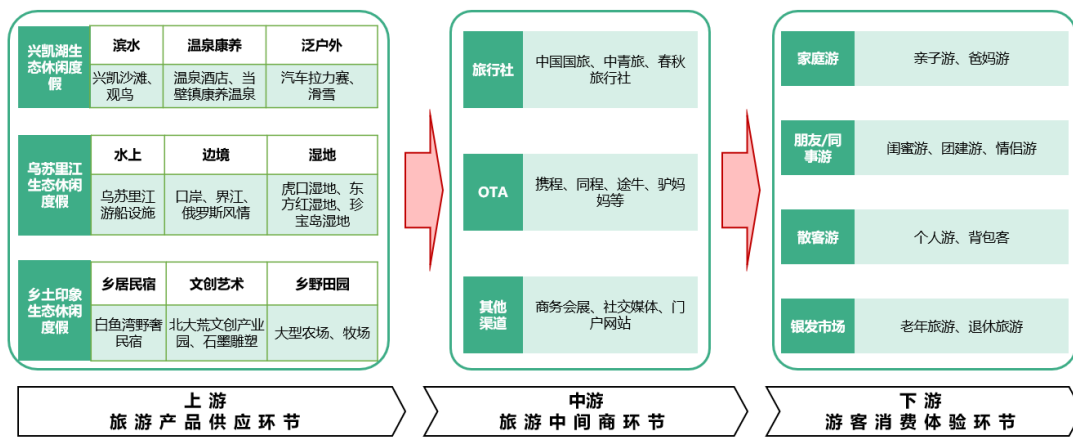 兴凯湖生
态休闲度
假
滨水
温泉康养
泛户外
兴凯沙滩、
观鸟
温泉酒店、当
壁镇康养温泉
汽车拉力赛、
滑雪
乌苏里江
生态休闲
度假
水上
边境
湿地
乌苏里江
游船设施
口岸、界江、
俄罗斯风情
虎口湿地、东
方红湿地、珍
宝岛湿地
乡土印象
生态休闲
度假
乡居民宿
文创艺术
乡野田园
白鱼湾野奢
民宿
北大荒文创产业
园、石墨雕塑
大型农场、牧场
上游
旅游产品供应环节
旅行社
中国国旅、中青旅、春秋
旅行社
OTA
携程、同程、途牛、驴妈
妈等
其他
渠道
商务会展、社交媒体、门
户网站
中游
旅游中间商环节
家庭游
亲子游、爸妈游
朋友/同
事游
闺蜜游、团建游、情侣游
散客游
个人游、背包客
银发市场
老年旅游、退休旅游
下游
游客消费体验环节